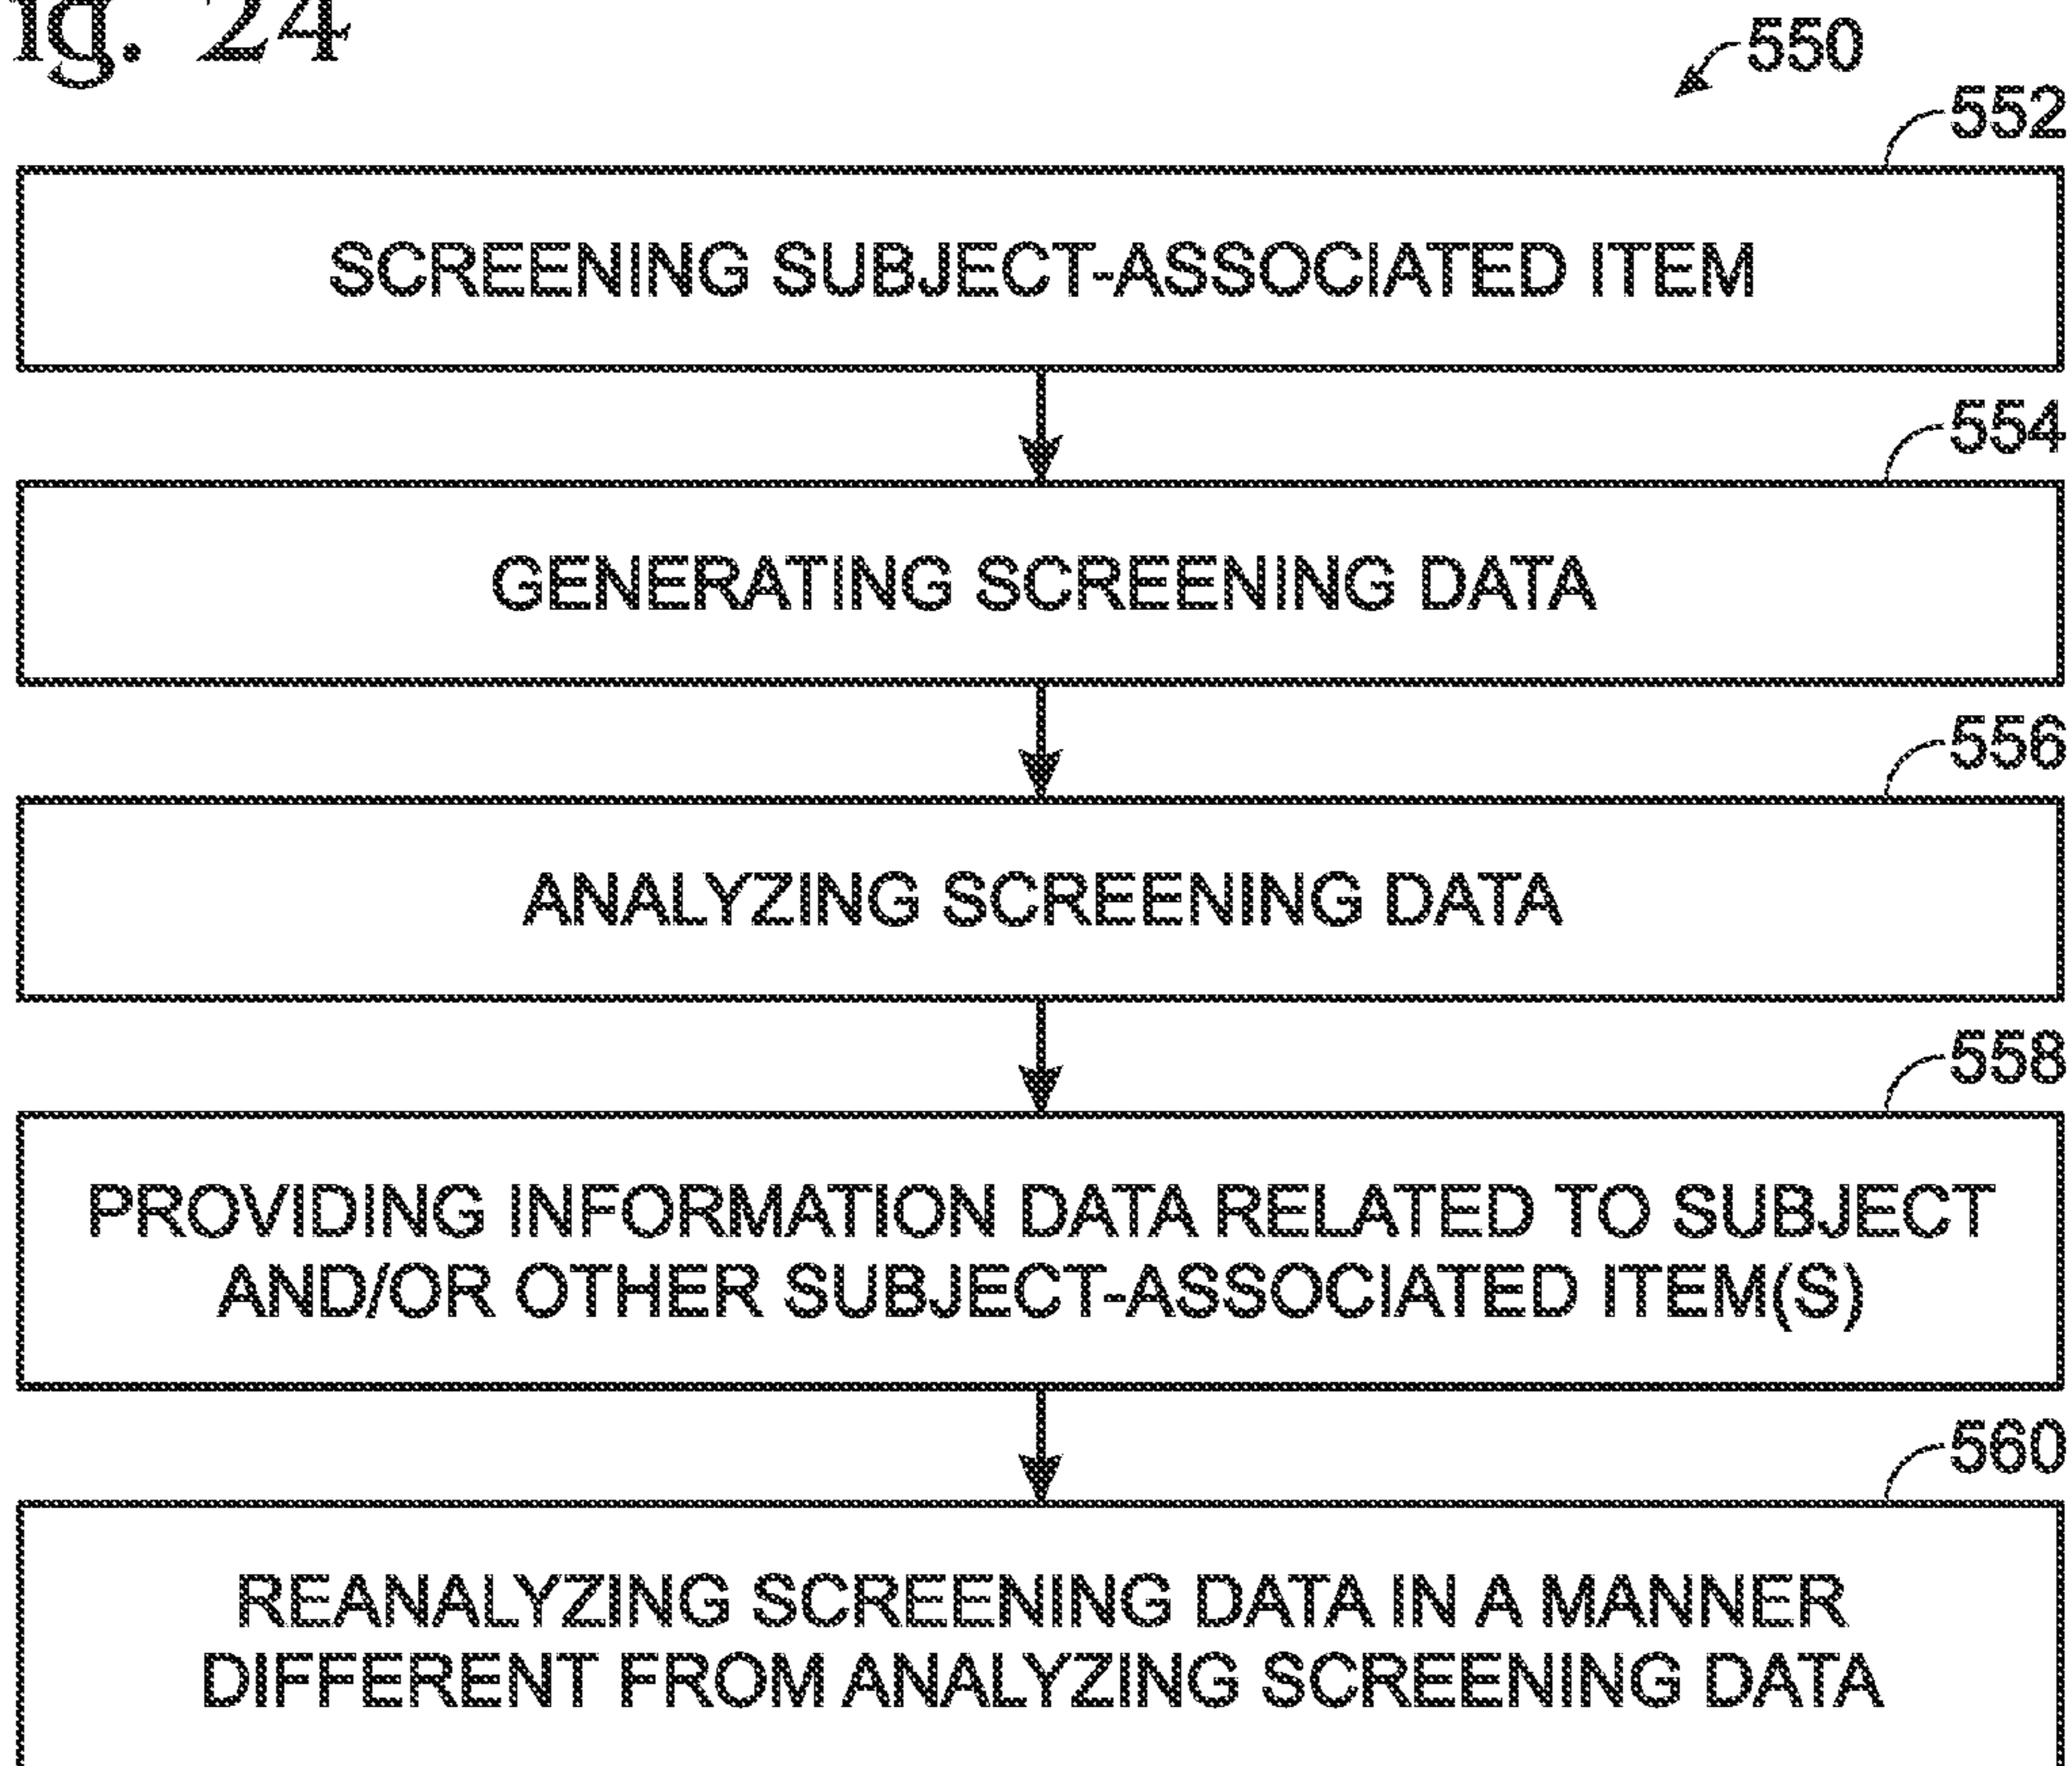 ig. 24
550
552
SCREENING SUBJECT-ASSOCIATED ITEM
554
GENERATING SCREENING DATA
556
ANALYZING SCREENING DATA
558
PROVIDING INFORMATION DATA RELATED TO SUBJECT
AND/OR OTHER SUBJECT-ASSOCIATED ITEM(S)
560
REANALYZING SCREENING DATA IN A MANNER
DIFFERENT FROM ANALYZING SCREENING DATA